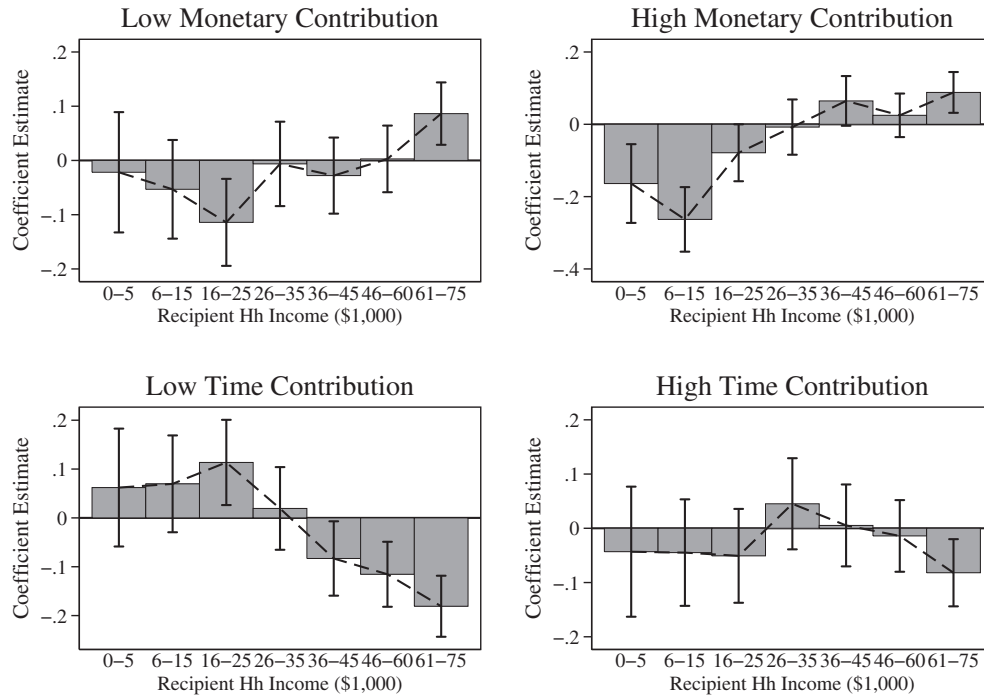 Low Monetary Contribution
Coefficient Estimate
.2
.1
0
−.1
−.2
0−5 6−15 16−25 26−35 36−45 46−60 61−75
Recipient Hh Income ($1,000)
High Monetary Contribution
Coefficient Estimate
.2
0
−.2
−.4
0−5 6−15 16−25 26−35 36−45 46−60 61−75
Recipient Hh Income ($1,000)
Low Time Contribution
Coefficient Estimate
.2
.1
0
−.1
−.2
0−5 6−15 16−25 26−35 36−45 46−60 61−75
Recipient Hh Income ($1,000)
High Time Contribution
Coefficient Estimate
.2
.1
0
−.1
−.2
0−5 6−15 16−25 26−35 36−45 46−60 61−75
Recipient Hh Income ($1,000)